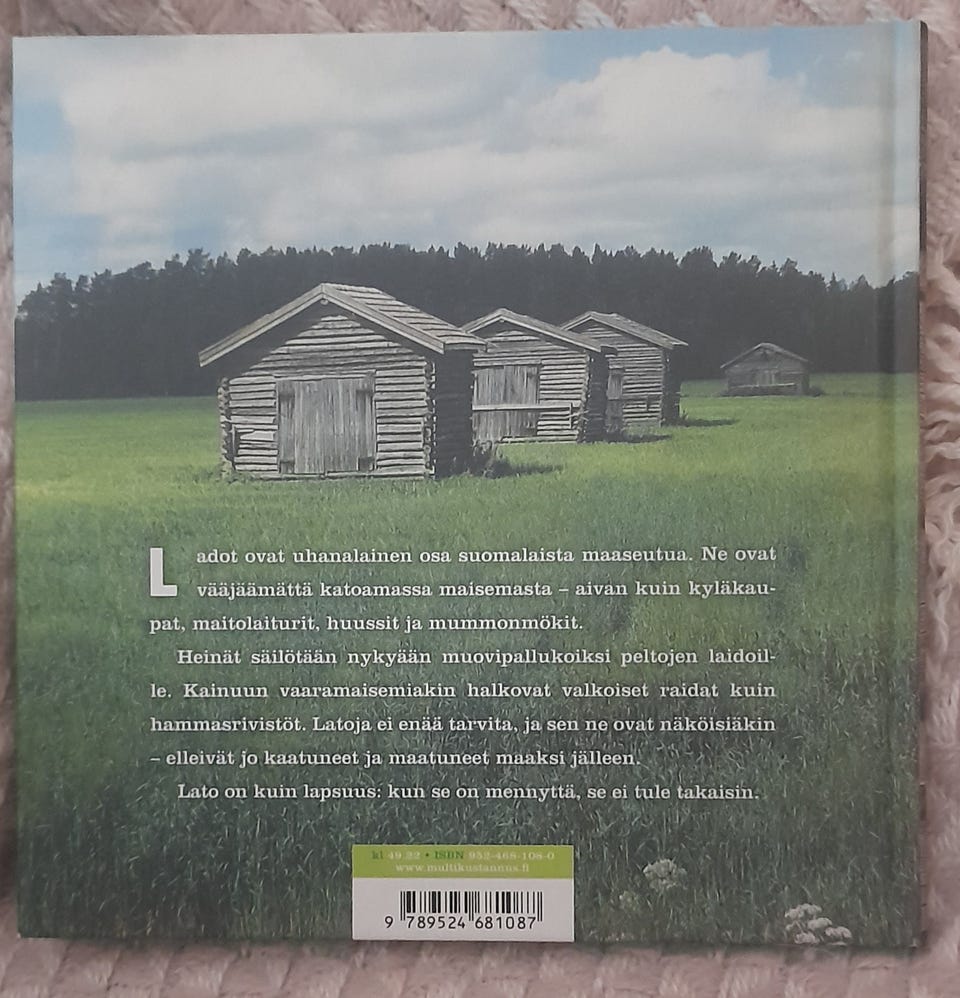 Ladot ovat uhanalainen osa suomalaista maaseutua. Ne ovat
vääjäämättä katoamassa maisemasta – aivan kuin kyläkau-
pat, maitolaiturit, huussit ja mummonmökit.
Heinät säilötään nykyään muovipallukoiksi peltojen laidoil-
le. Kainuun vaaramaisemiakin halkovat valkoiset raidat kuin
hammasrivistöt. Latoja ei enää tarvita, ja sen ne ovat näköisiäkin
– elleivät jo kaatuneet ja maatuneet maaksi jälleen.
Lato on kuin lapsuus: kun se on mennyttä, se ei tule takaisin.
kl 49.22 • ISBN 952-468-108-0
www.multikustannus.fi
9 789524 681087